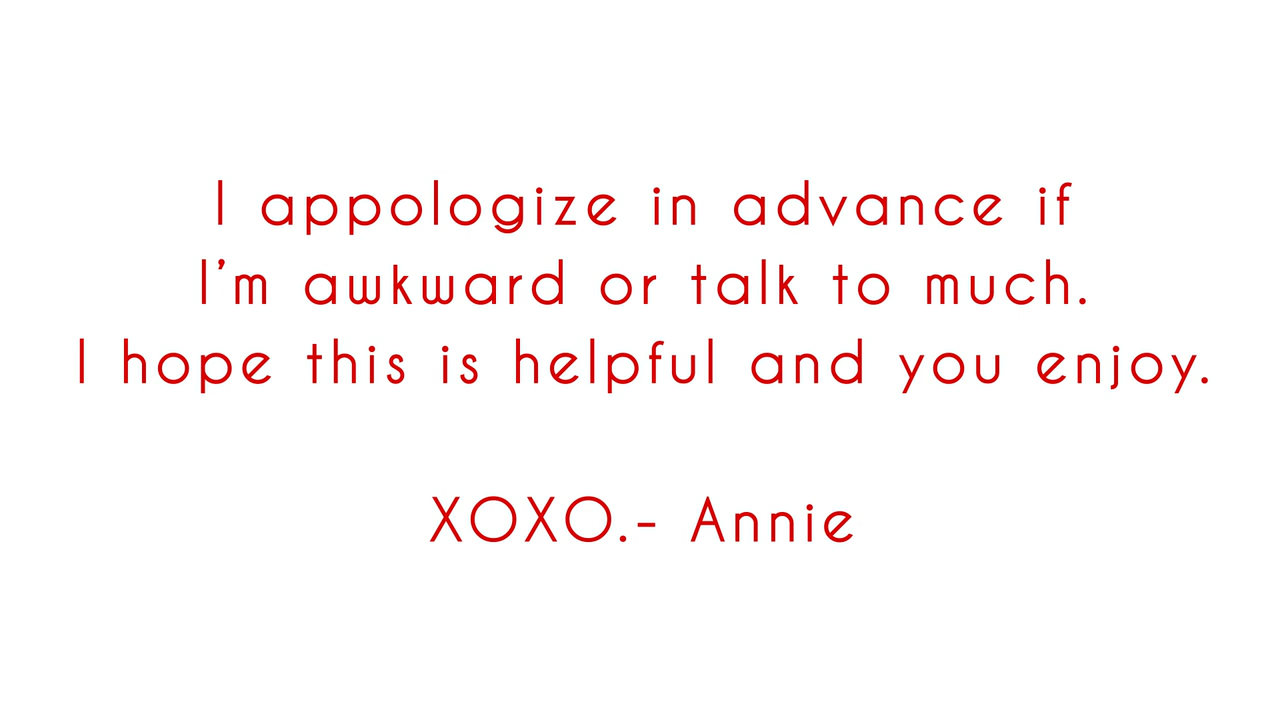 I appologize in advance if
I'm awkward or talk to much.
I hope this is helpful and you enjoy.
XOXO.- Annie